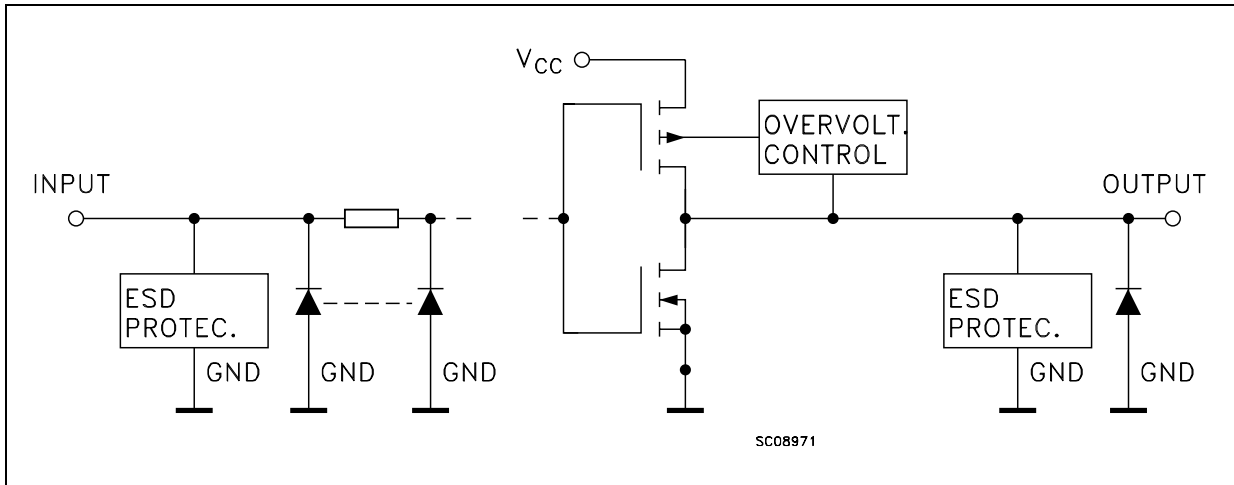 VCC
OVERVOLT.
CONTROL
INPUT
OUTPUT
ESD
PROTEC.
ESD
PROTEC.
GND
GND
GND
GND
GND
SC08971